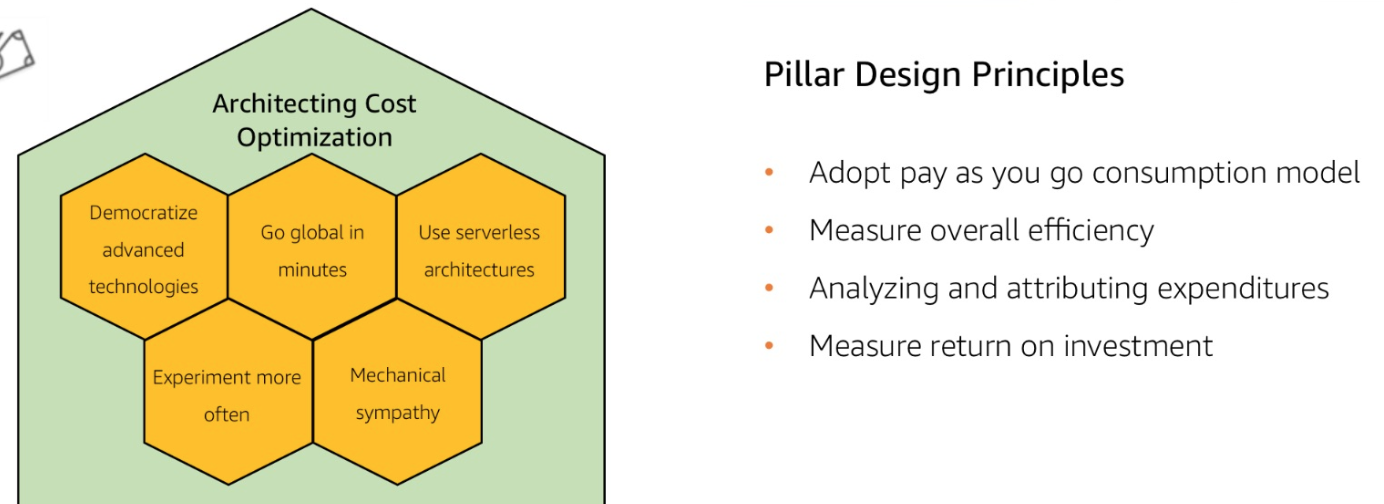 Architecting Cost
Optimization
Democratize
advanced
technologies
Go global in
minutes
Use serverless
architectures
Experiment more
often
Mechanical
sympathy
Pillar Design Principles
• Adopt pay as you go consumption model
• Measure overall efficiency
• Analyzing and attributing expenditures
• Measure return on investment